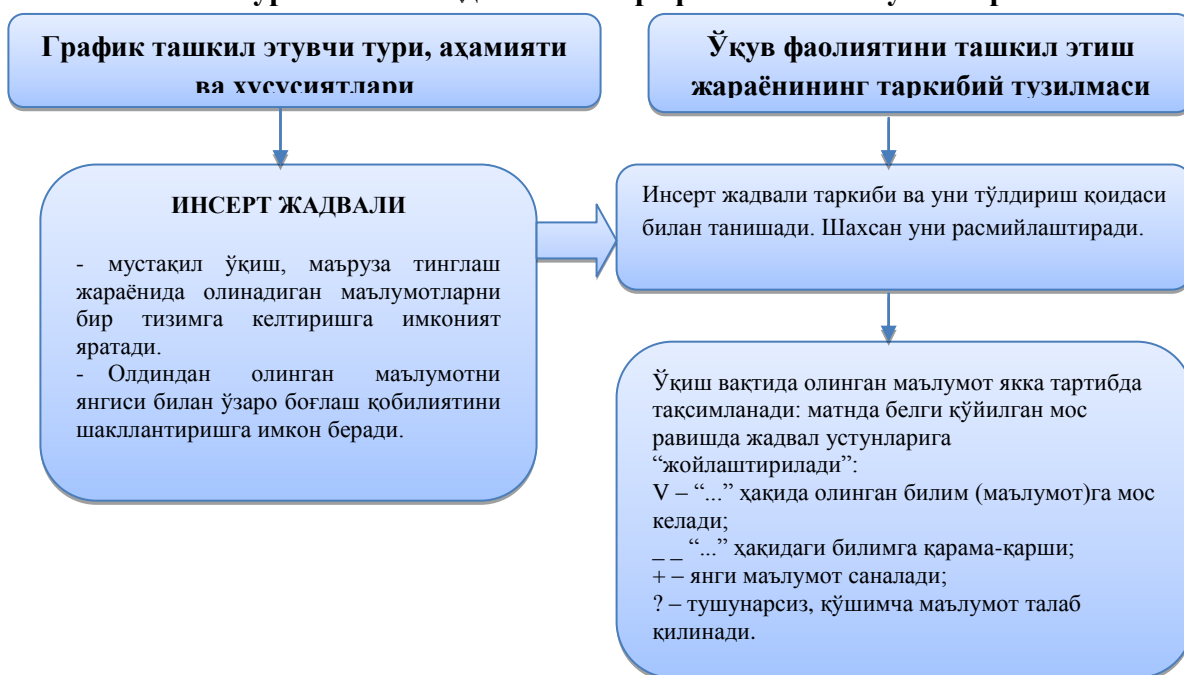 График ташкил этувчи тури, аҳамияти
ва хусусиятлари
Ўқув фаолиятини ташкил этиш
жараёнининг таркибий тузилмаси
ИНСЕРТ ЖАДВАЛИ
- мустақил ўқиш, маъруза тинглаш
жараёнида олинадиган маълумотларни
бир тизимга келтиришга имконият
яратади.
- Олдиндан олинган маълумотни
янгиси билан ўзаро боғлаш қобилиятини
шакллантиришга имкон беради.
Инсерт жадвали таркиби ва уни тўлдириш қоидаси
билан танишади. Шахсан уни расмийлаштиради.
Ўқиш вақтида олинган маълумот якка тартибда
тақсимланади: матнда белги қўйилган мос
равишда жадвал устунларига
“жойлаштирилади”:
V – “...” ҳақида олинган билим (маълумот)га мос
келади;
_ _ “...” ҳақидаги билимга қарама-қарши;
+ – янги маълумот саналади;
? – тушунарсиз, қўшимча маълумот талаб
қилинади.